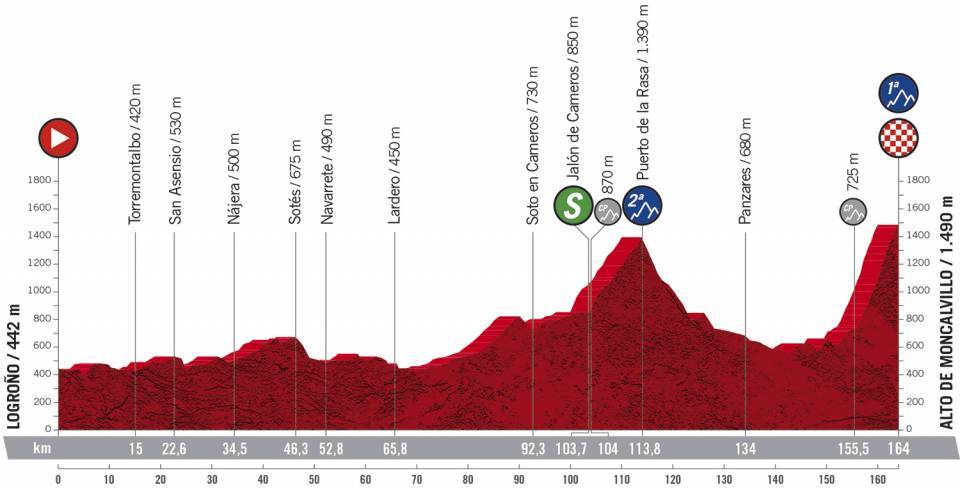 LOGROÑO / 442 m
Torremontalbo / 420 m
San Asensio / 530 m
Nájera / 500 m
Sotés / 675 m
Navarrete / 490 m
Lardero / 450 m
Soto en Cameros / 730 m
Jalón de Cameros / 850 m
S
870 m
CP
Puerto de la Rasa / 1.390 m
2ª
Panzares / 680 m
725 m
CP
1ª
ALTO DE MONCALVILLO / 1.490 m
1800
1600
1400
1200
1000
800
600
400
200
0
1800
1600
1400
1200
1000
800
600
400
200
0
km 15 22,6 34,5 46,3 52,8 65,8 92,3 103,7 104 113,8 134 155,5 164
0 10 20 30 40 50 60 70 80 90 100 110 120 130 140 150 160